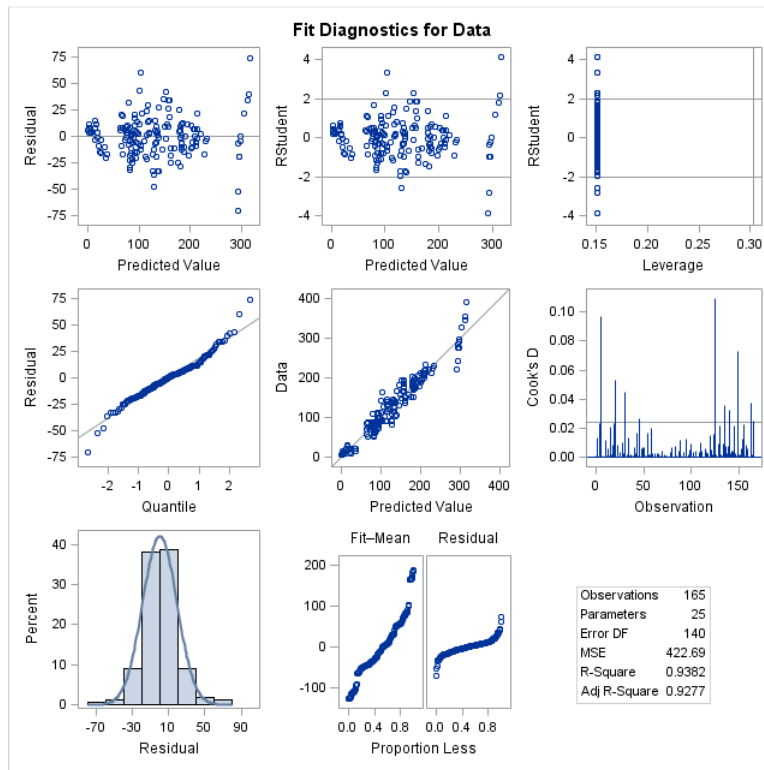 Fit Diagnostics for Data
75
50
25
0
-25
-50
-75
Residual
0 100 200 300
Predicted Value
4
2
0
-2
-4
RStudent
0 100 200 300
Predicted Value
4
2
0
-2
-4
RStudent
0.15 0.20 0.25 0.30
Leverage
75
50
25
0
-25
-50
-75
Residual
-2 -1 0 1 2
Quantile
400
300
200
100
0
Data
0 100 200 300 400
Predicted Value
0.10
0.08
0.06
0.04
0.02
0.00
Cook's D
0 50 100 150
Observation
40
30
20
10
0
Percent
-70 -30 10 50 90
Residual
Fit–Mean Residual
200
100
0
-100
0.0 0.4 0.8 0.0 0.4 0.8
Proportion Less
Observations 165
Parameters 25
Error DF 140
MSE 422.69
R-Square 0.9382
Adj R-Square 0.9277